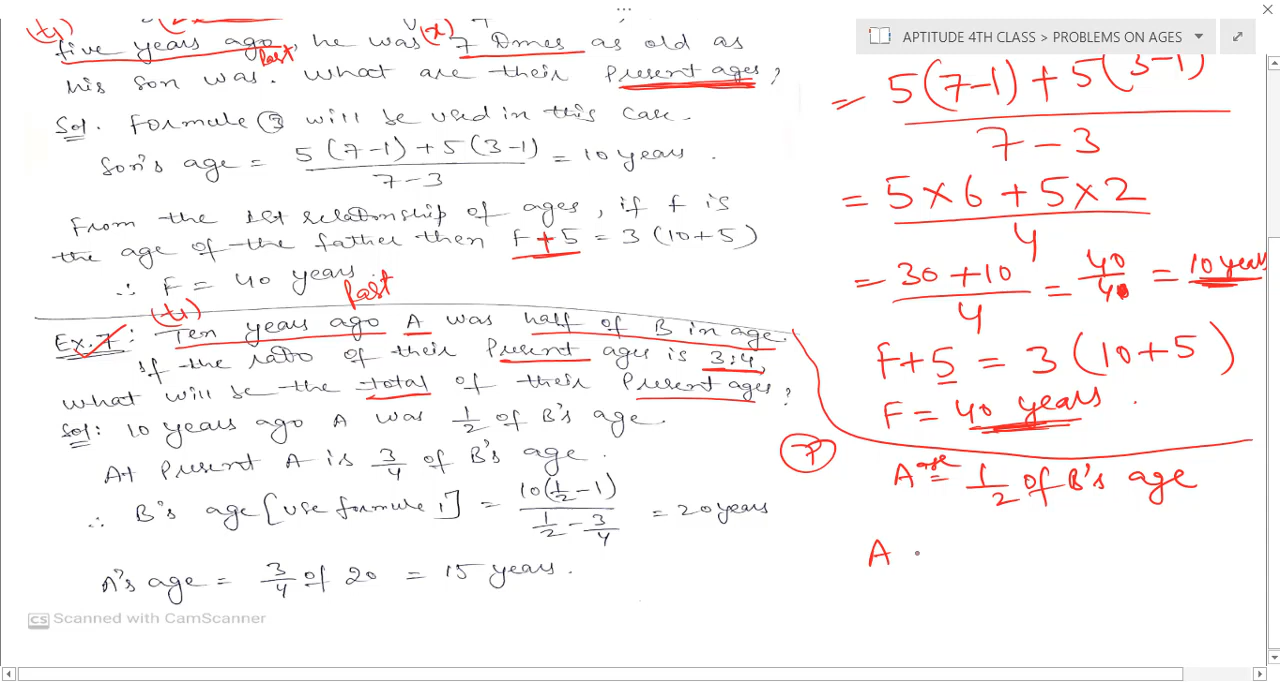 APTITUDE 4TH CLASS > PROBLEMS ON AGES
(t₁)
five years ago, he was (x) 7 times as old as
Past
his son was. What are their Present ages?
Sol. Formula ③ will be used in this case.
Son's age = 5(7-1)+5(3-1) / 7-3 = 10 years.
From the 1st relationship of ages, if F is
the age of the father then F+5 = 3(10+5)
∴ F = 40 years
(t₁) Past
Ex.7: Ten years ago A was half of B in age.
If the ratio of their Present ages is 3:4,
what will be the total of their Present ages?
Sol: 10 years ago A was 1/2 of B's age.
At Present A is 3/4 of B's age.
∴ B's age [use formula 1] = 10(1/2-1) / 1/2-3/4 = 20 years
A's age = 3/4 of 20 = 15 years.
CS Scanned with CamScanner
= 5(7-1)+5(3-1) / 7-3
= 5×6+5×2 / 4
= 30+10 / 4 = 40/4 = 10 years
F+5 = 3(10+5)
F = 40 years.
⑦ A age = 1/2 of B's age
A